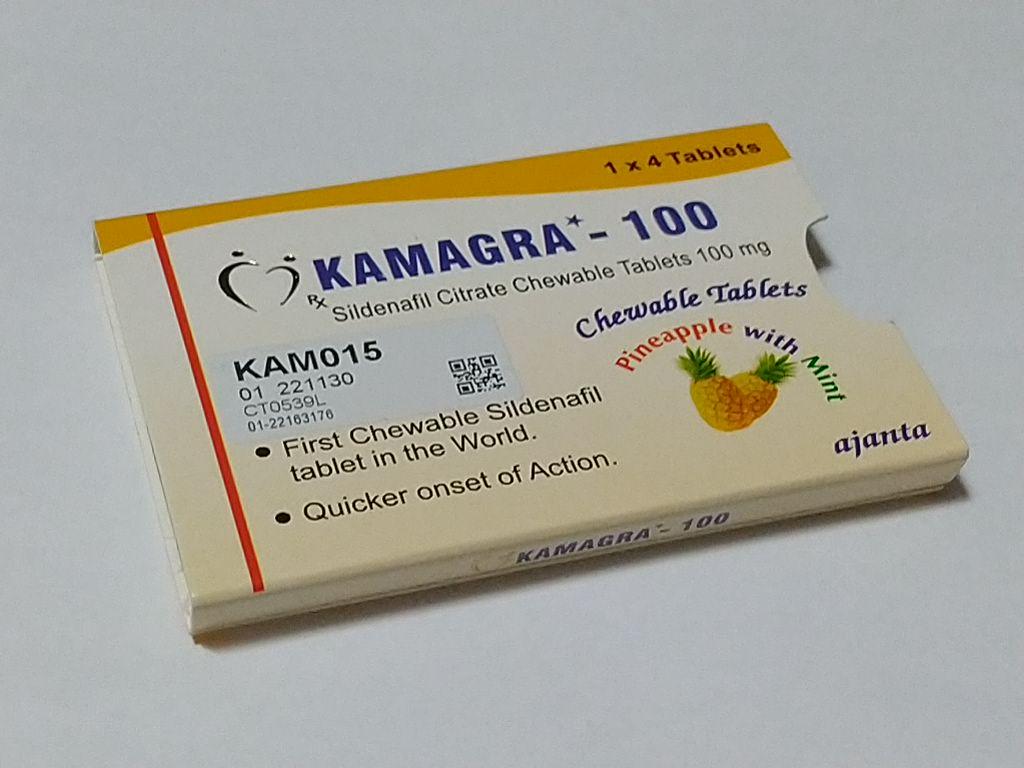 1 x 4 Tablets
KAMAGRA* - 100
Rx Sildenafil Citrate Chewable Tablets 100 mg
Chewable Tablets
Pineapple with Mint
KAM015
01 221130
CT0539L
01-22163176
• First Chewable Sildenafil
tablet in the World.
• Quicker onset of Action.
ajanta
KAMAGRA* - 100